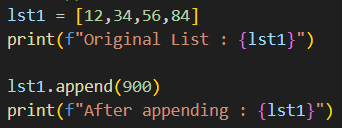 lst1 = [12,34,56,84]
print(f"Original List : {lst1}")
lst1.append(900)
print(f"After appending : {lst1}")